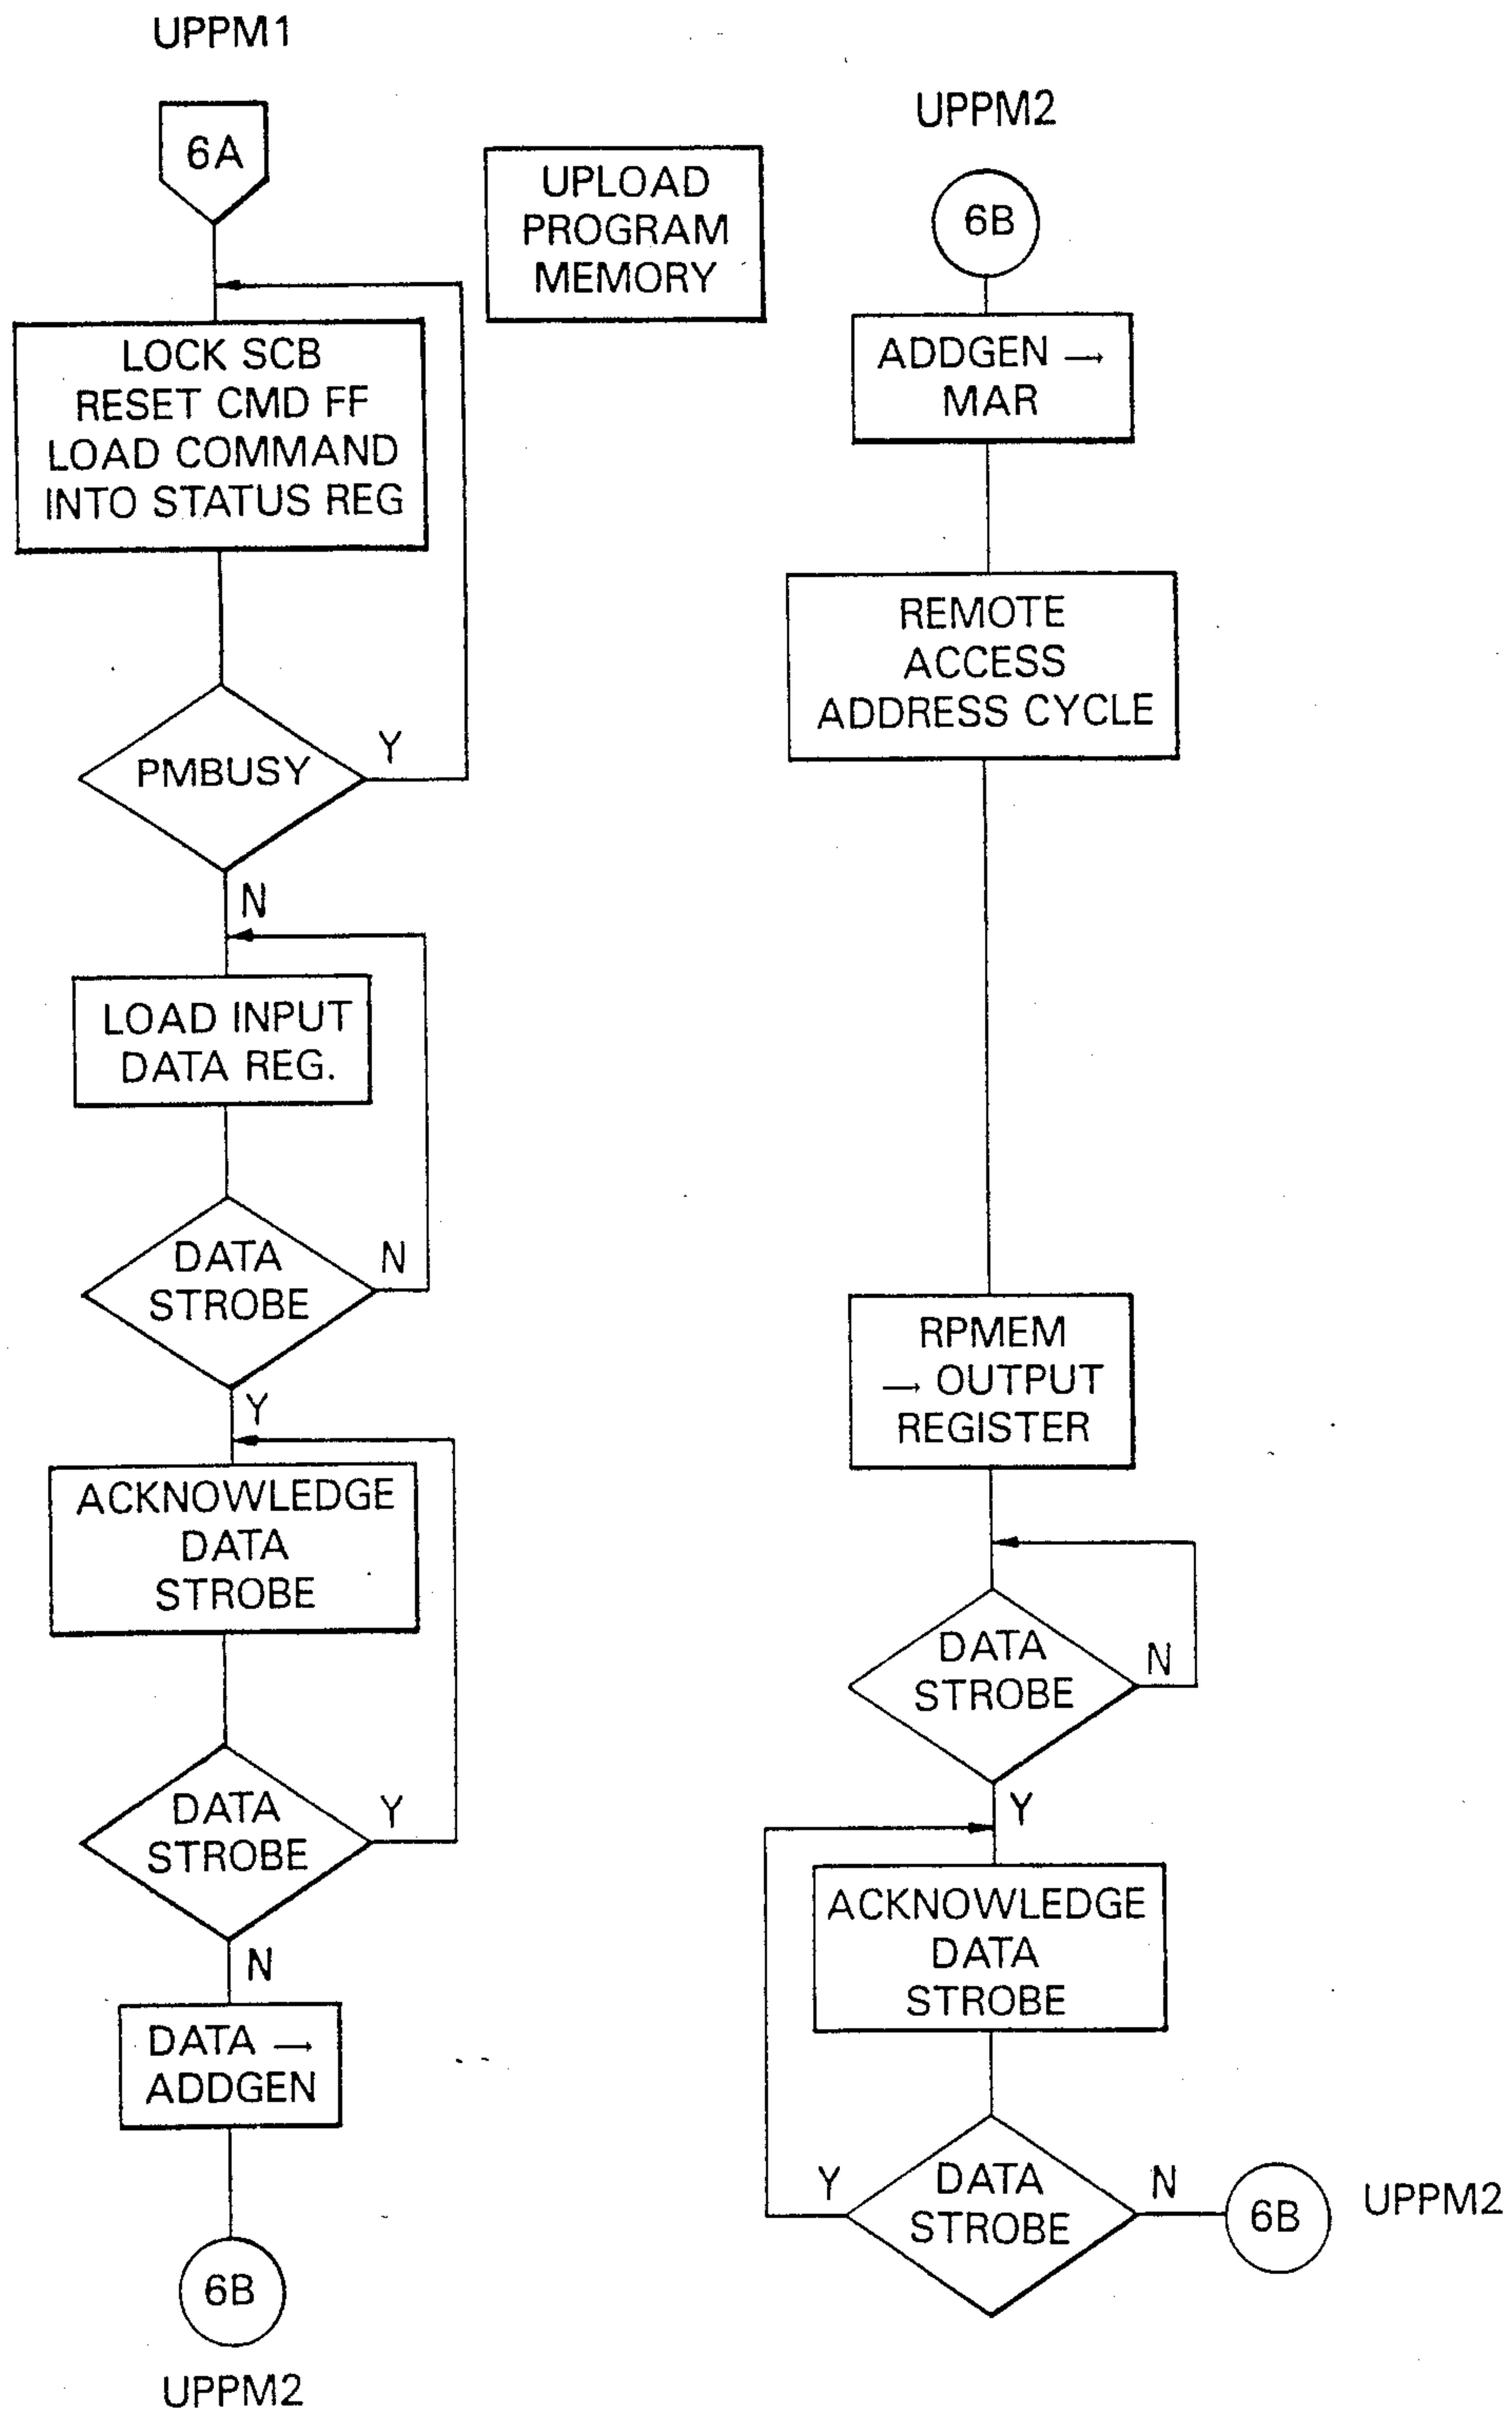 UPPM1
6A
UPLOAD
PROGRAM
MEMORY
LOCK SCB
RESET CMD FF
LOAD COMMAND
INTO STATUS REG
PMBUSY
Y
N
LOAD INPUT
DATA REG.
DATA
STROBE
N
Y
ACKNOWLEDGE
DATA
STROBE
DATA
STROBE
Y
N
DATA →
ADDGEN
6B
UPPM2
UPPM2
6B
ADDGEN →
MAR
REMOTE
ACCESS
ADDRESS CYCLE
RPMEM
→ OUTPUT
REGISTER
DATA
STROBE
N
Y
ACKNOWLEDGE
DATA
STROBE
DATA
STROBE
Y
N
6B
UPPM2